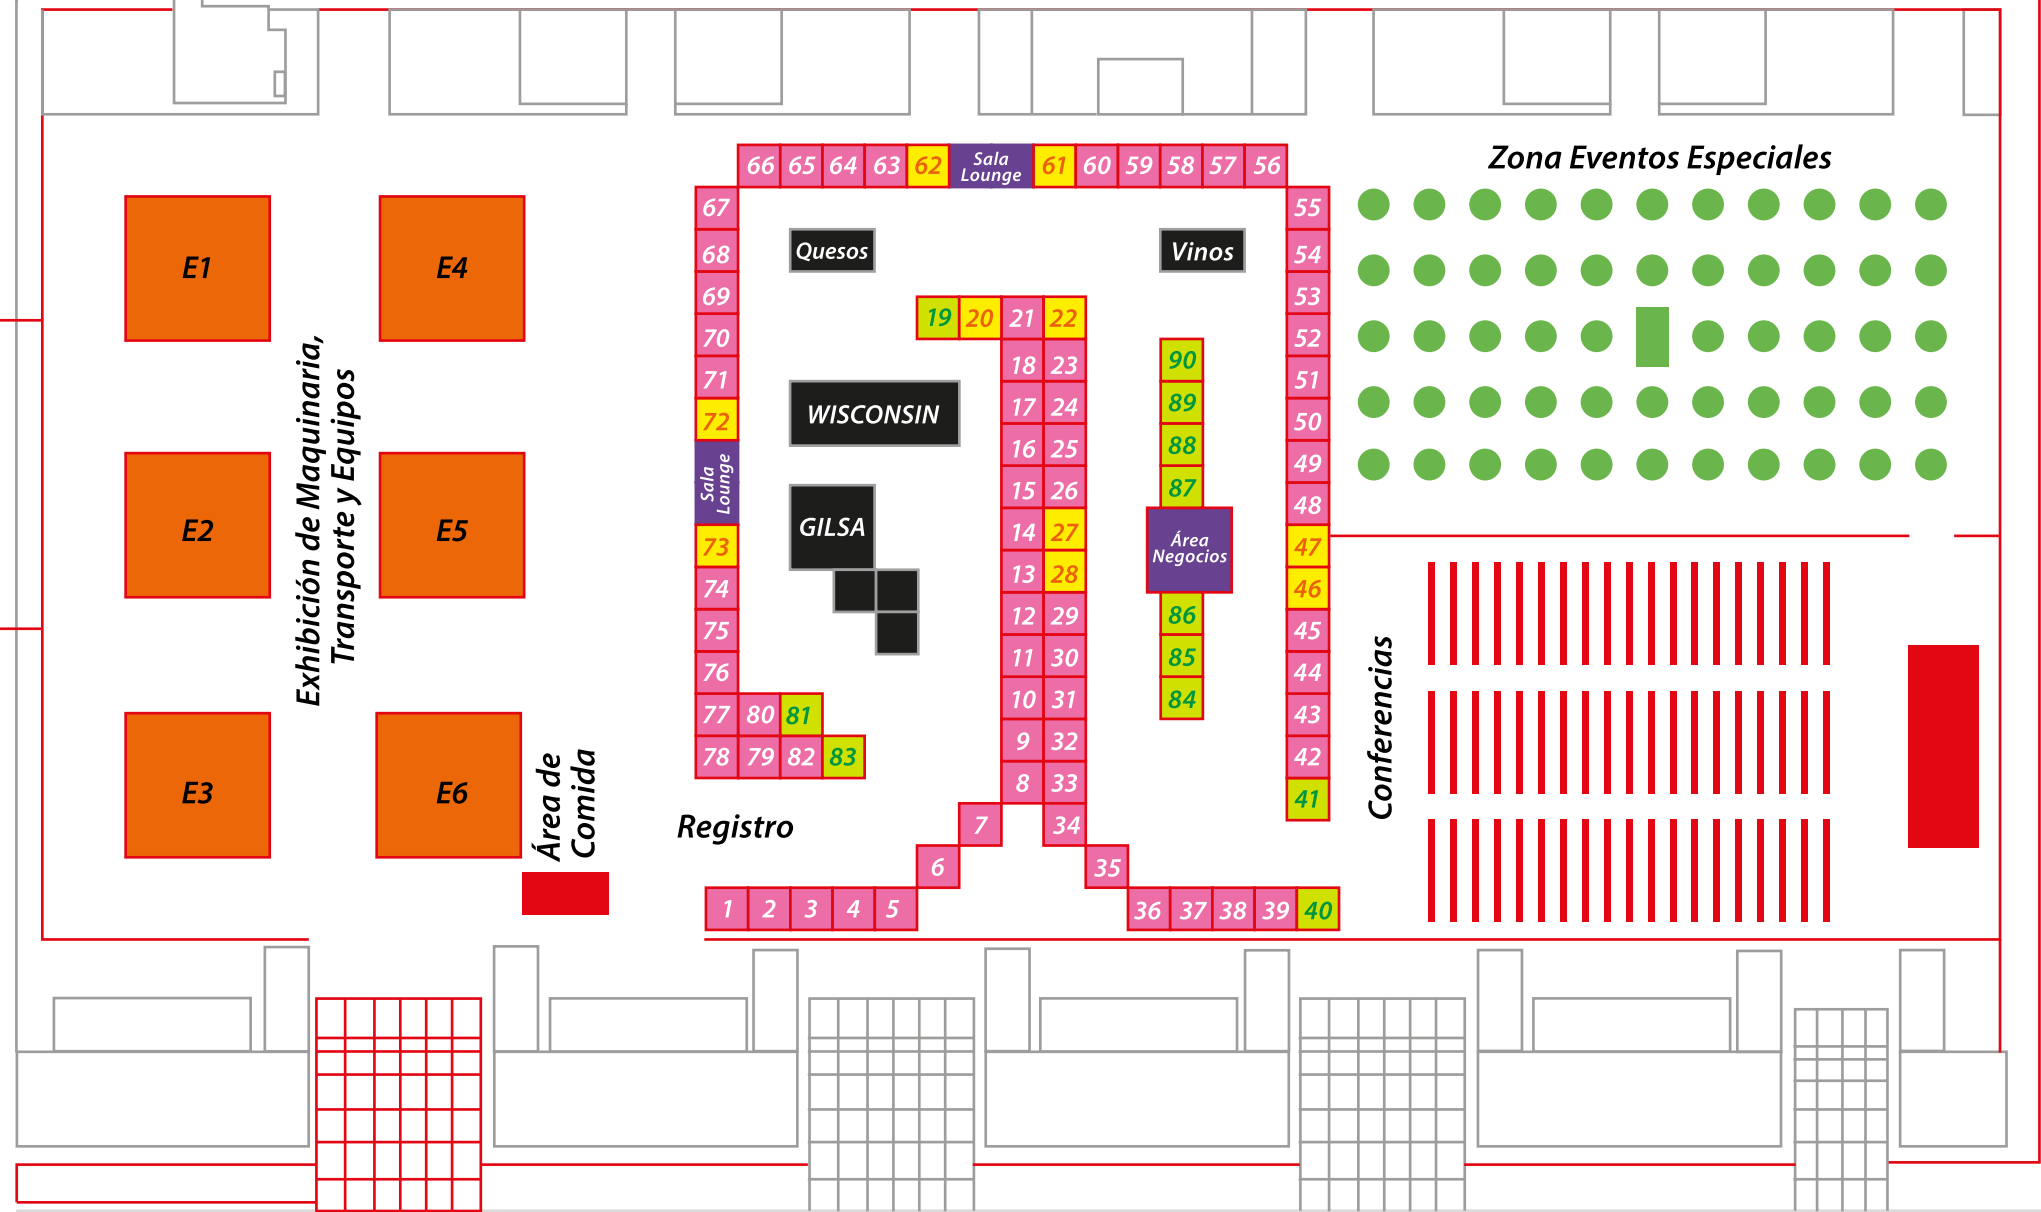 Zona Eventos Especiales
66 65 64 63 62 Sala Lounge 61 60 59 58 57 56
67
68
69
70
71
72
Sala
Lounge
73
74
75
76
77 80 81
78 79 82 83
55
54
53
52
51
50
49
48
47
46
45
44
43
42
41
Quesos
Vinos
WISCONSIN
GILSA
19 20 21 22
18 23
17 24
16 25
15 26
14 27
13 28
12 29
11 30
10 31
9 32
8 33
7 34
6 35
1 2 3 4 5
36 37 38 39 40
90
89
88
87
Área
Negocios
86
85
84
E1 E4
E2 E5
E3 E6
Exhibición de Maquinaria,
Transporte y Equipos
Área de
Comida
Registro
Conferencias